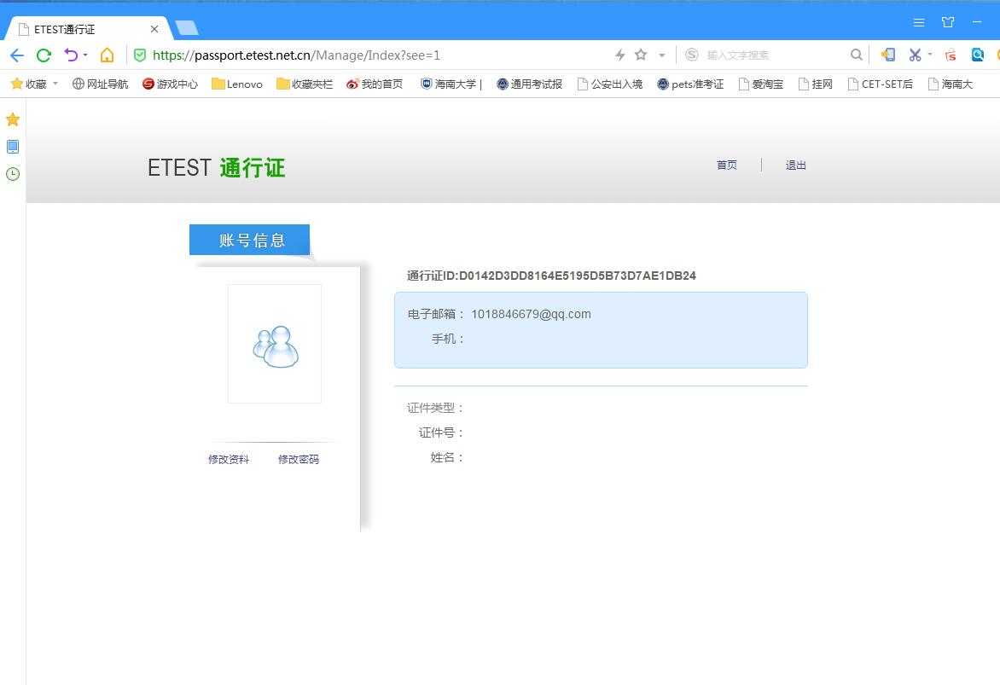 ETEST通行证
https://passport.etest.net.cn/Manage/Index?see=1
输入文字搜索
收藏 网址导航 游戏中心 Lenovo 收藏夹栏 我的首页 海南大学 | 通用考试报 公安出入境 pets准考证 爱淘宝 挂网 CET-SET后 海南大
ETEST 通行证
首页 退出
账号信息
通行证ID:D0142D3DD8164E5195D5B73D7AE1DB24
电子邮箱： 1018846679@qq.com
手机：
证件类型：
证件号：
姓名：
修改资料 修改密码